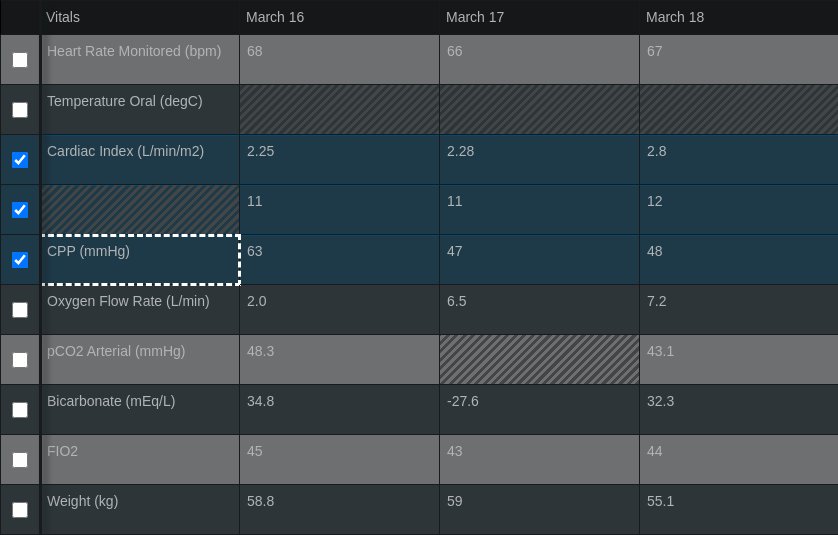 Vitals March 16 March 17 March 18
Heart Rate Monitored (bpm) 68 66 67
Temperature Oral (degC)
Cardiac Index (L/min/m2) 2.25 2.28 2.8
11 11 12
CPP (mmHg) 63 47 48
Oxygen Flow Rate (L/min) 2.0 6.5 7.2
pCO2 Arterial (mmHg) 48.3 43.1
Bicarbonate (mEq/L) 34.8 -27.6 32.3
FIO2 45 43 44
Weight (kg) 58.8 59 55.1